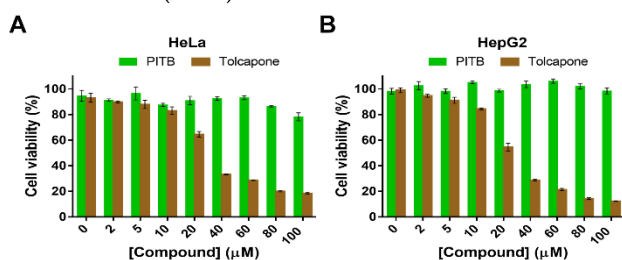 A
HeLa
PITB Tolcapone
Cell viability (%)
100
80
60
40
20
0
0 2 5 10 20 40 60 80 100
[Compound] (μM)
B
HepG2
PITB Tolcapone
Cell viability (%)
100
80
60
40
20
0
0 2 5 10 20 40 60 80 100
[Compound] (μM)